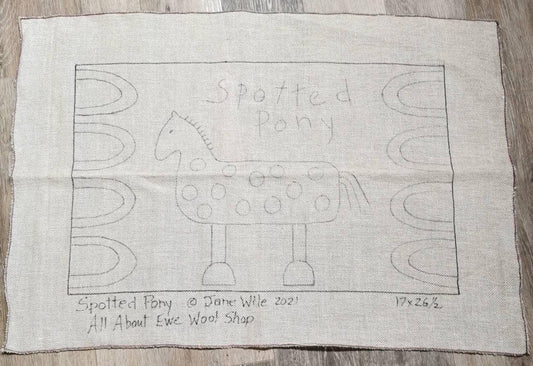 Spotted
Pony
Spotted Pony © Jane Wile 2021 17x26½
All About Ewe Wool Shop